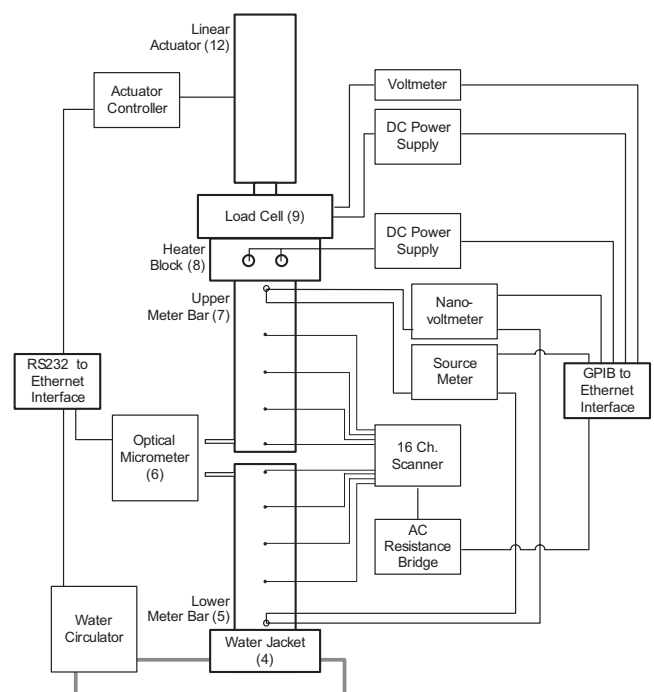 Linear
Actuator (12)
Actuator
Controller
Voltmeter
DC Power
Supply
Load Cell (9)
Heater
Block (8)
DC Power
Supply
Upper
Meter Bar (7)
Nano-
voltmeter
Source
Meter
RS232 to
Ethernet
Interface
GPIB to
Ethernet
Interface
Optical
Micrometer
(6)
16 Ch.
Scanner
AC
Resistance
Bridge
Lower
Meter Bar (5)
Water
Circulator
Water Jacket
(4)